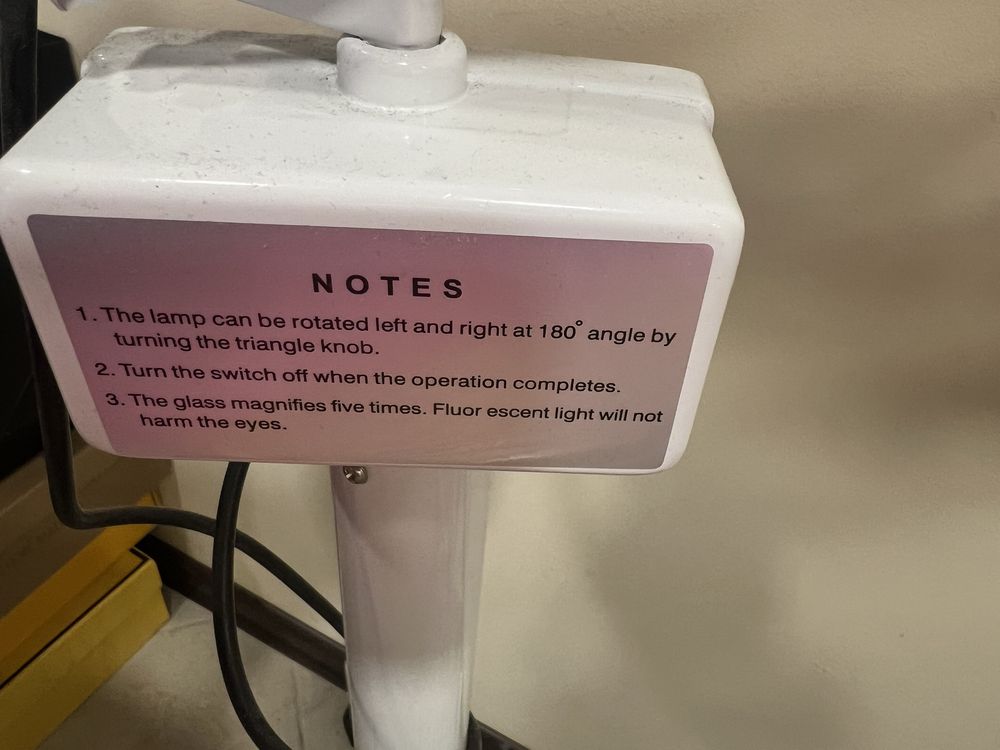 NOTES
1. The lamp can be rotated left and right at 180° angle by
turning the triangle knob.
2. Turn the switch off when the operation completes.
3. The glass magnifies five times. Fluor escent light will not
harm the eyes.